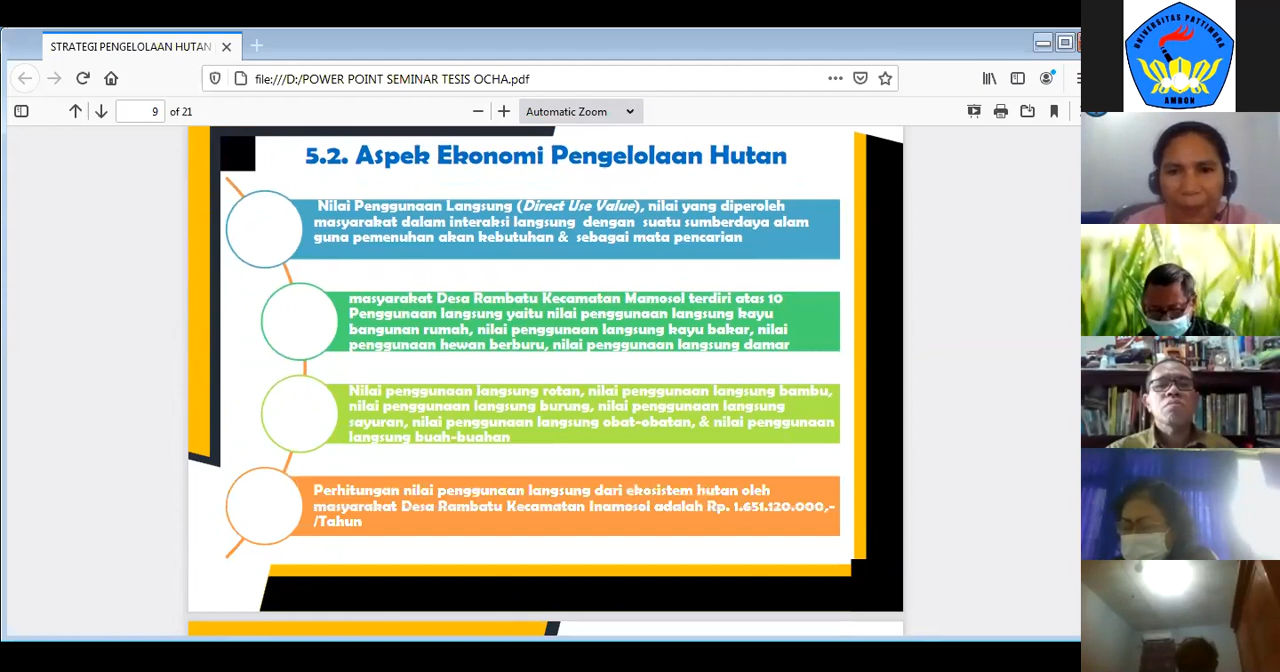 STRATEGI PENGELOLAAN HUTAN
file:///D:/POWER POINT SEMINAR TESIS OCHA.pdf
9 of 21
Automatic Zoom
5.2. Aspek Ekonomi Pengelolaan Hutan
Nilai Penggunaan Langsung (Direct Use Value), nilai yang diperoleh
masyarakat dalam interaksi langsung dengan suatu sumberdaya alam
guna pemenuhan akan kebutuhan & sebagai mata pencarian
masyarakat Desa Rambatu Kecamatan Mamosol terdiri atas 10
Penggunaan langsung yaitu nilai penggunaan langsung kayu
bangunan rumah, nilai penggunaan langsung kayu bakar, nilai
penggunaan hewan berburu, nilai penggunaan langsung damar
Nilai penggunaan langsung rotan, nilai penggunaan langsung bambu,
nilai penggunaan langsung burung, nilai penggunaan langsung
sayuran, nilai penggunaan langsung obat-obatan, & nilai penggunaan
langsung buah-buahan
Perhitungan nilai penggunaan langsung dari ekosistem hutan oleh
masyarakat Desa Rambatu Kecamatan Inamosol adalah Rp. 1.651.120.000,-
/Tahun
UNIVERSITAS PATTIMURA
AMBON